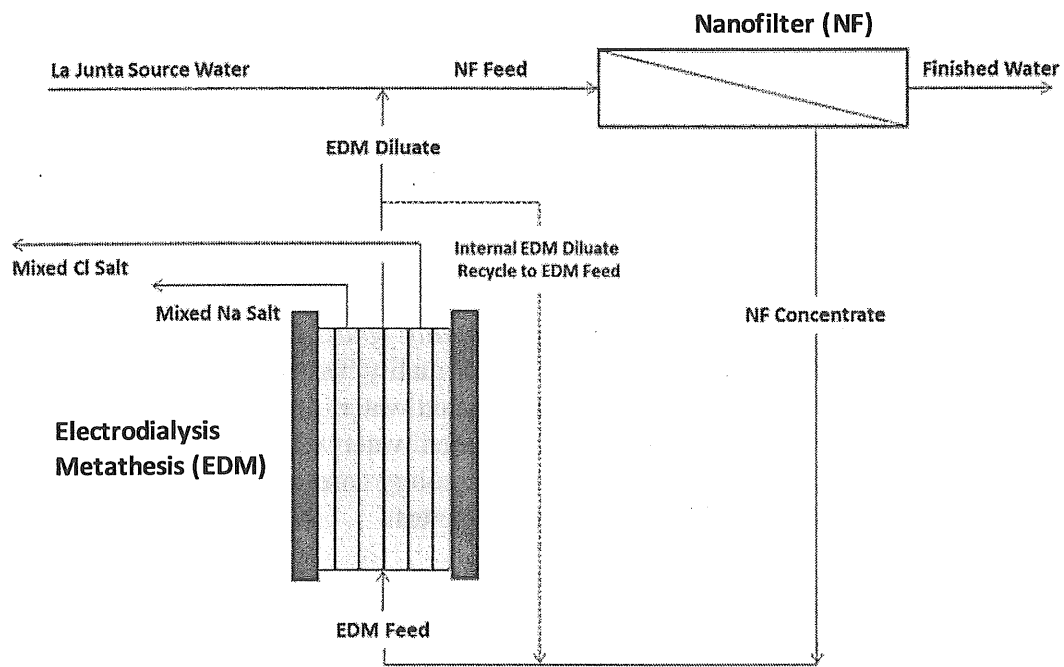 Nanofilter (NF)
La Junta Source Water
NF Feed
Finished Water
EDM Diluate
Internal EDM Diluate
Recycle to EDM Feed
Mixed Cl Salt
Mixed Na Salt
NF Concentrate
Electrodialysis
Metathesis (EDM)
EDM Feed